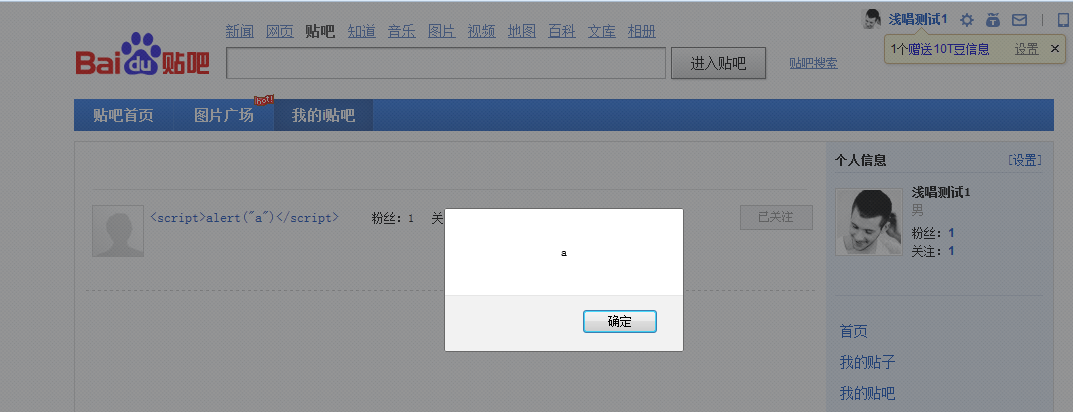 浅唱测试1
新闻 网页 贴吧 知道 音乐 图片 视频 地图 百科 文库 相册
1个赠送10T豆信息 设置 ×
Bai du 贴吧
进入贴吧 贴吧搜索
贴吧首页 图片广场 Hot! 我的i贴吧
个人信息 [设置]
浅唱测试1
男
粉丝：1
关注：1
<script>alert("a")</script> 粉丝：1 关
已关注
a
确定
首页
我的贴子
我的贴吧